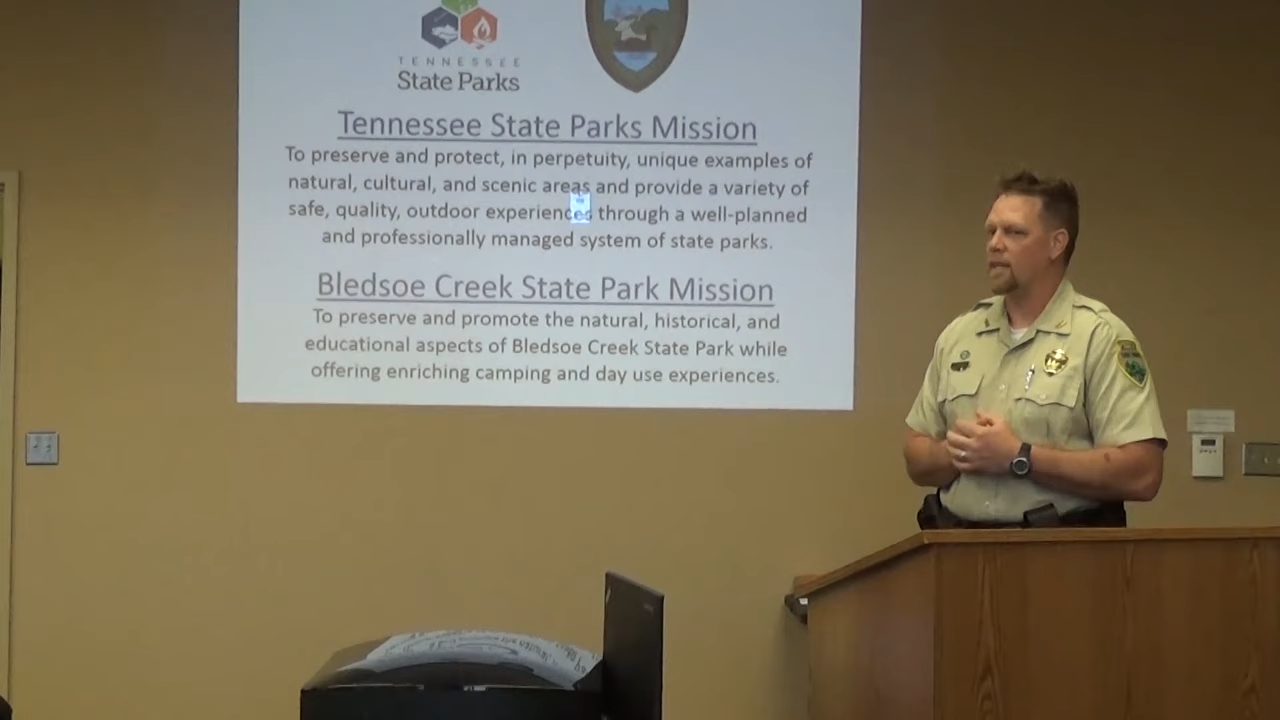 TENNESSEE
State Parks
Tennessee State Parks Mission
To preserve and protect, in perpetuity, unique examples of
natural, cultural, and scenic areas and provide a variety of
safe, quality, outdoor experiences through a well-planned
and professionally managed system of state parks.
Bledsoe Creek State Park Mission
To preserve and promote the natural, historical, and
educational aspects of Bledsoe Creek State Park while
offering enriching camping and day use experiences.